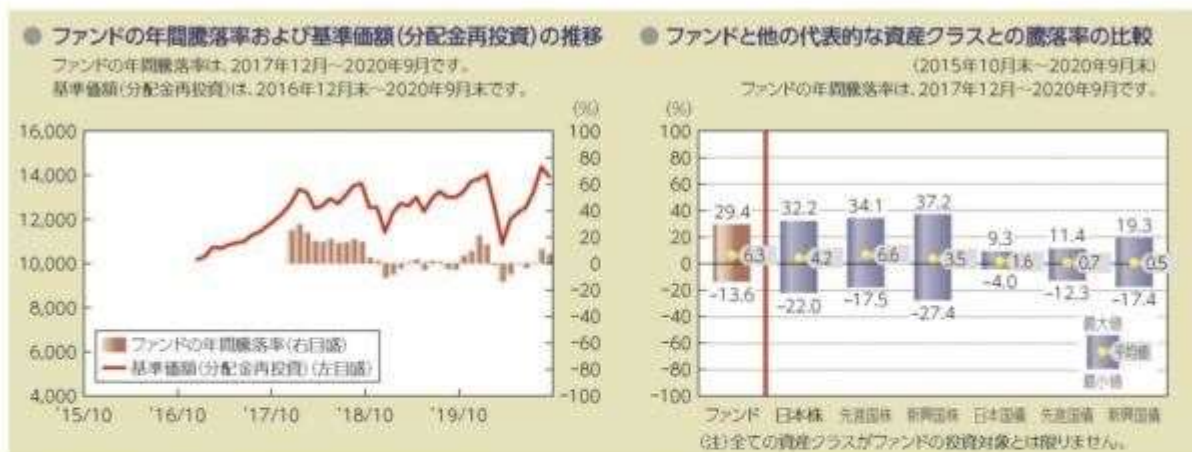 ● ファンドの年間騰落率および基準価額(分配金再投資)の推移
ファンドの年間騰落率は、2017年12月～2020年9月です。
基準価額(分配金再投資)は、2016年12月末～2020年9月末です。
(%)
16,000
14,000
12,000
10,000
8,000
6,000
4,000
100
80
60
40
20
0
-20
-40
-60
-80
-100
ファンドの年間騰落率(右目盛)
基準価額(分配金再投資)(左目盛)
'15/10 '16/10 '17/10 '18/10 '19/10
● ファンドと他の代表的な資産クラスとの騰落率の比較
(2015年10月末～2020年9月末)
ファンドの年間騰落率は、2017年12月～2020年9月です。
(%)
100
80
60
40
20
0
-20
-40
-60
-80
-100
29.4 32.2 34.1 37.2 9.3 11.4 19.3
6.3 4.2 6.6 3.5 1.6 0.7 0.5
-13.6 -22.0 -17.5 -27.4 -4.0 -12.3 -17.4
最大値
平均値
最小値
ファンド 日本株 先進国株 新興国株 日本国債 先進国債 新興国債
(注)全ての資産クラスがファンドの投資対象とは限りません。